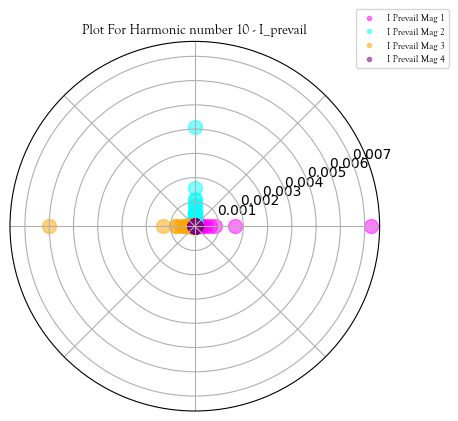 Plot For Harmonic number 10 - I_prevail
I Prevail Mag 1
I Prevail Mag 2
I Prevail Mag 3
I Prevail Mag 4
0.007
0.006
0.005
0.004
0.003
0.002
0.001